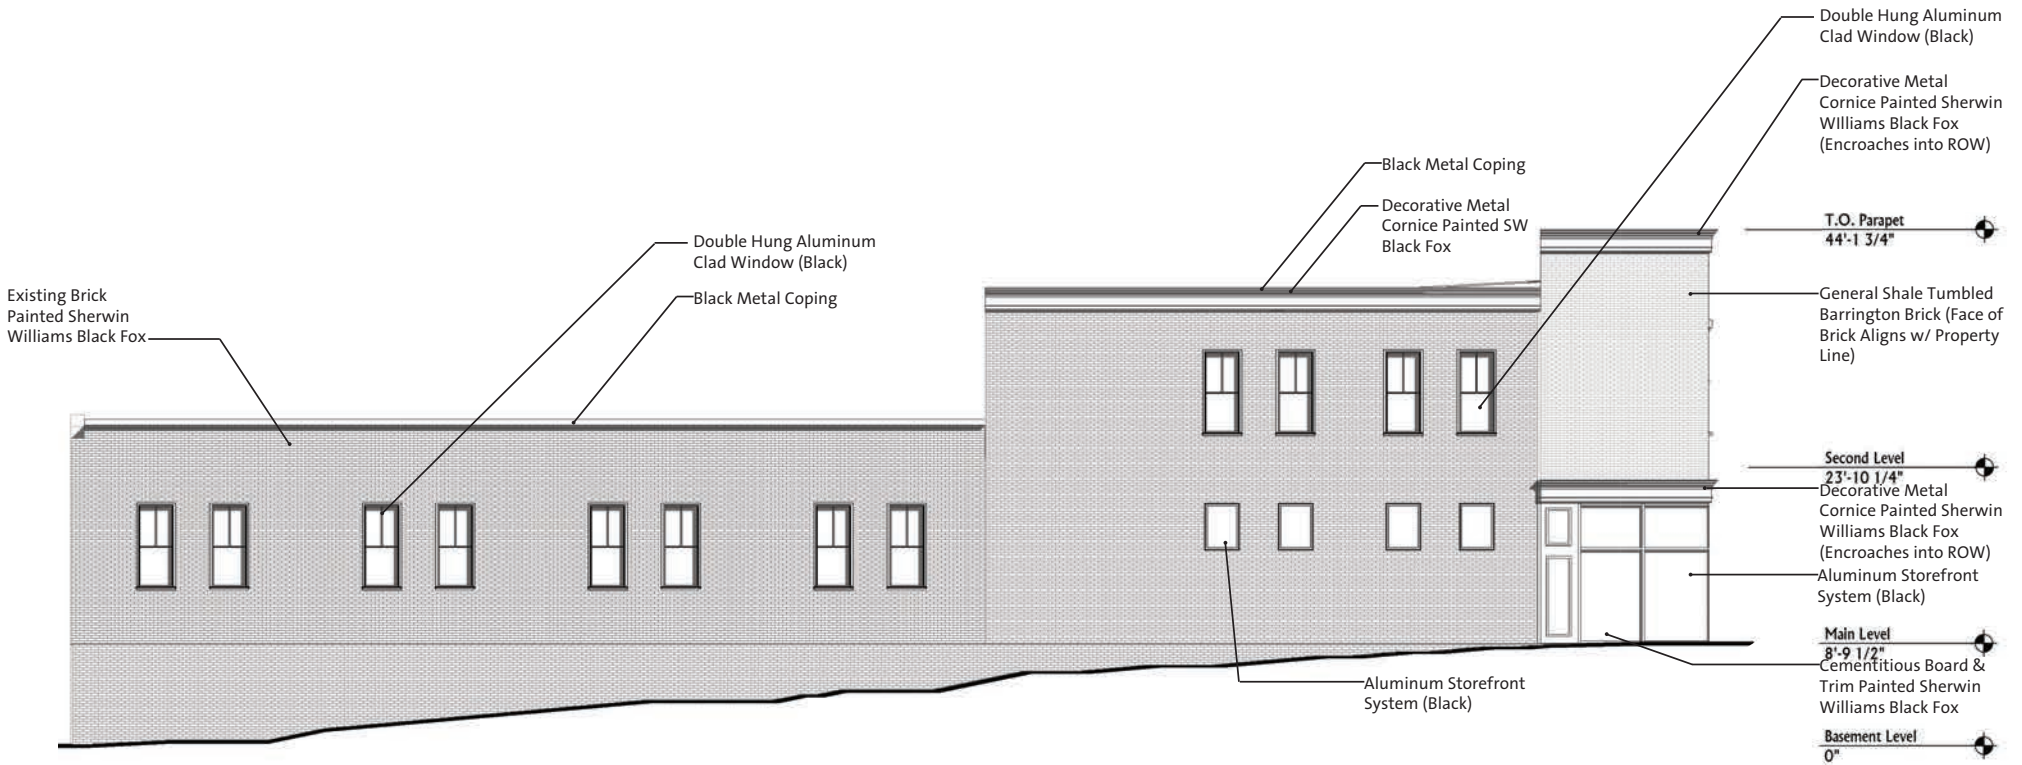 Double Hung Aluminum
Clad Window (Black)
Decorative Metal
Cornice Painted Sherwin
WIlliams Black Fox
(Encroaches into ROW)
Black Metal Coping
Decorative Metal
Cornice Painted SW
Black Fox
T.O. Parapet
44'-1 3/4"
Double Hung Aluminum
Clad Window (Black)
Black Metal Coping
Existing Brick
Painted Sherwin
Williams Black Fox
General Shale Tumbled
Barrington Brick (Face of
Brick Aligns w/ Property
Line)
Second Level
23'-10 1/4"
Decorative Metal
Cornice Painted Sherwin
Williams Black Fox
(Encroaches into ROW)
Aluminum Storefront
System (Black)
Main Level
8'-9 1/2"
Cementitious Board &
Trim Painted Sherwin
Williams Black Fox
Aluminum Storefront
System (Black)
Basement Level
0"